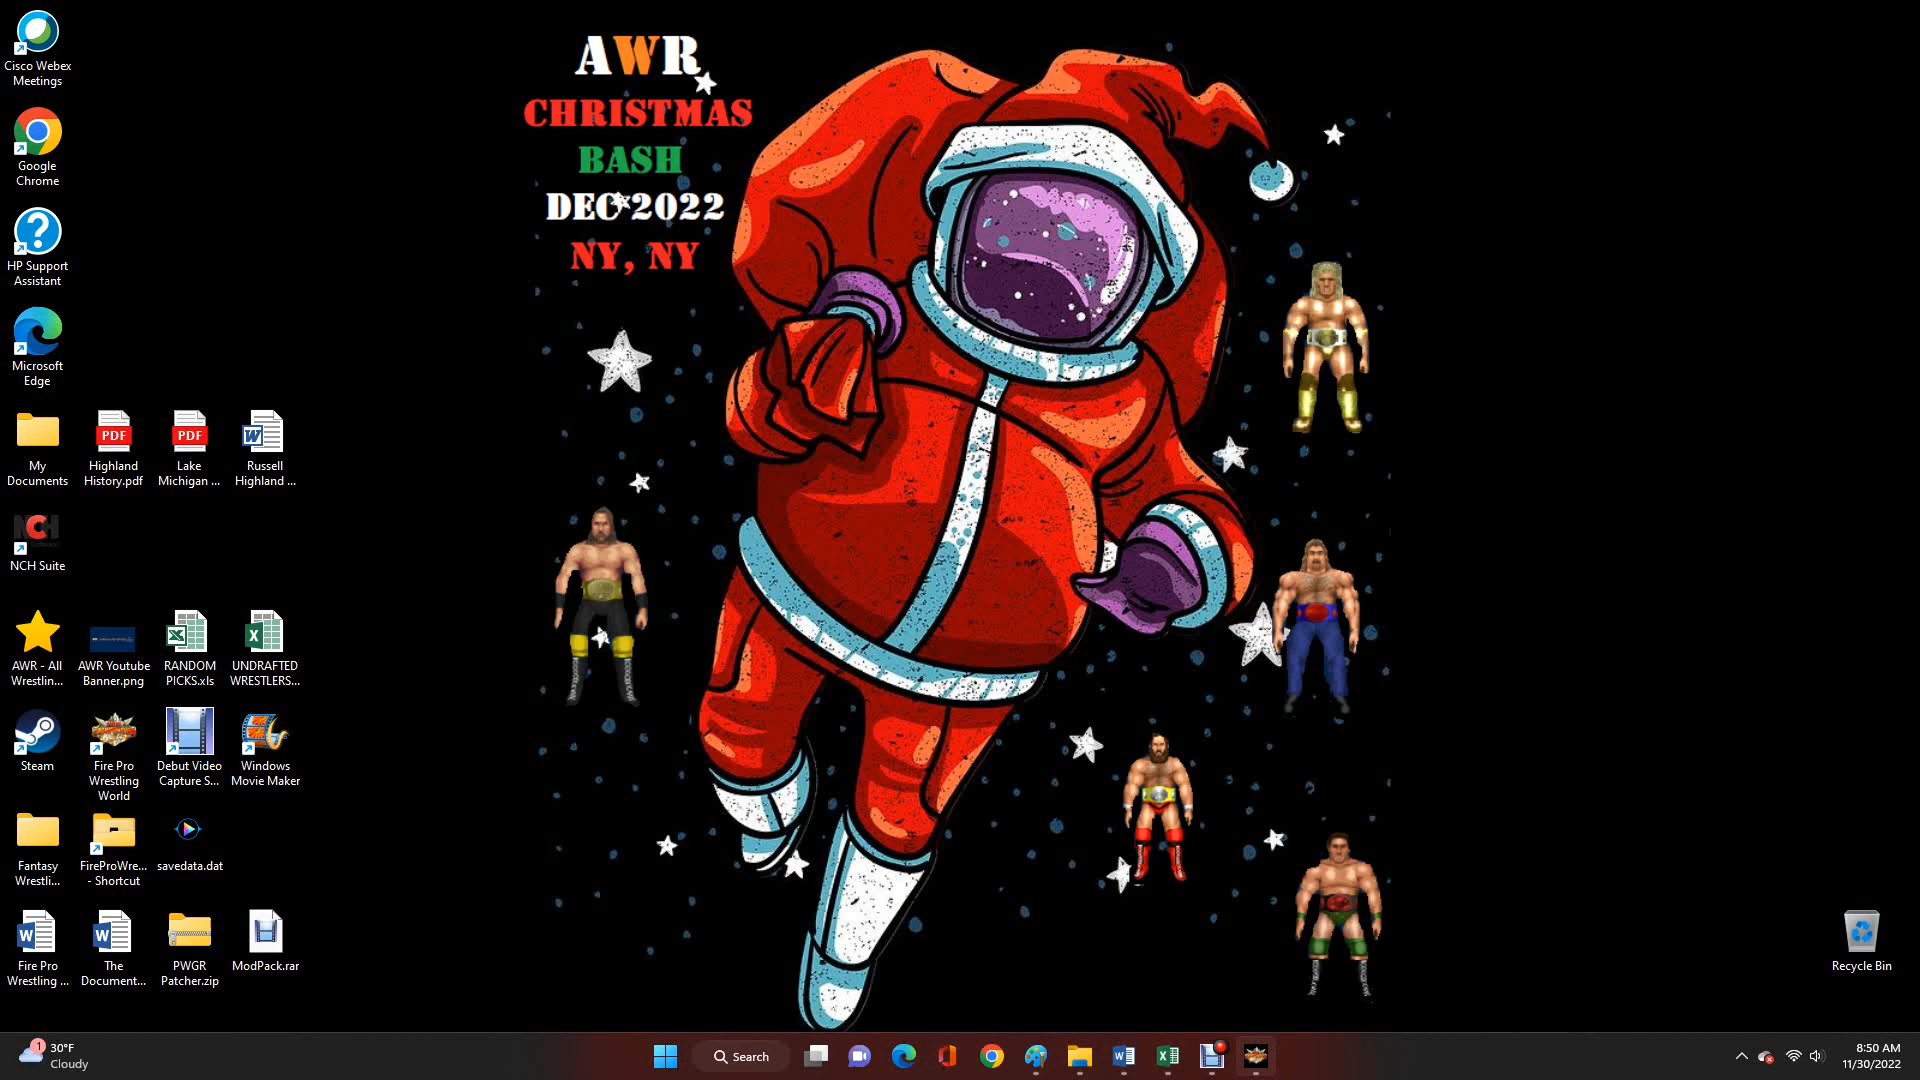 AWR
CHRISTMAS
BASH
DEC 2022
NY, NY
Cisco Webex
Meetings
Google
Chrome
HP Support
Assistant
Microsoft
Edge
My
Documents
PDF
Highland
History.pdf
PDF
Lake
Michigan ...
Russell
Highland ...
NCH
NCH Suite
AWR - All
Wrestlin...
AWR Youtube
Banner.png
RANDOM
PICKS.xls
UNDRAFTED
WRESTLERS...
Steam
Fire Pro
Wrestling
World
Debut Video
Capture S...
Windows
Movie Maker
Fantasy
Wrestli...
FireProWre...
- Shortcut
savedata.dat
Fire Pro
Wrestling ...
The
Document...
PWGR
Patcher.zip
ModPack.rar
Recycle Bin
1
30°F
Cloudy
Search
8:50 AM
11/30/2022